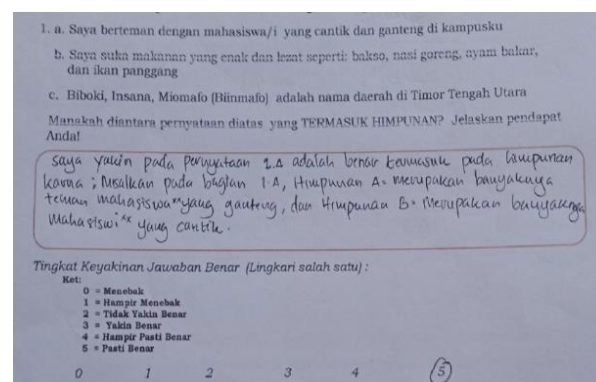 1. a. Saya berteman dengan mahasiswa/i yang cantik dan ganteng di kampusku
b. Saya suka makanan yang enak dan lezat seperti: bakso, nasi goreng, ayam bakar,
dan ikan panggang
c. Biboki, Insana, Miomafo (Biinmafo) adalah nama daerah di Timor Tengah Utara
Manakah diantara pernyataan diatas yang TERMASUK HIMPUNAN? Jelaskan pendapat
Anda!
saya yakin pada pernyataan 1.A adalah benar termasuk pada himpunan
karna ; Misalkan pada bagian 1.A, Himpunan A = merupakan banyaknya
teman mahasiswa yang ganteng, dan Himpunan B = Merupakan banyaknya
Mahasiswi yang cantik.
Tingkat Keyakinan Jawaban Benar (Lingkari salah satu) :
Ket:
0 = Menebak
1 = Hampir Menebak
2 = Tidak Yakin Benar
3 = Yakin Benar
4 = Hampir Pasti Benar
5 = Pasti Benar
0 1 2 3 4 5